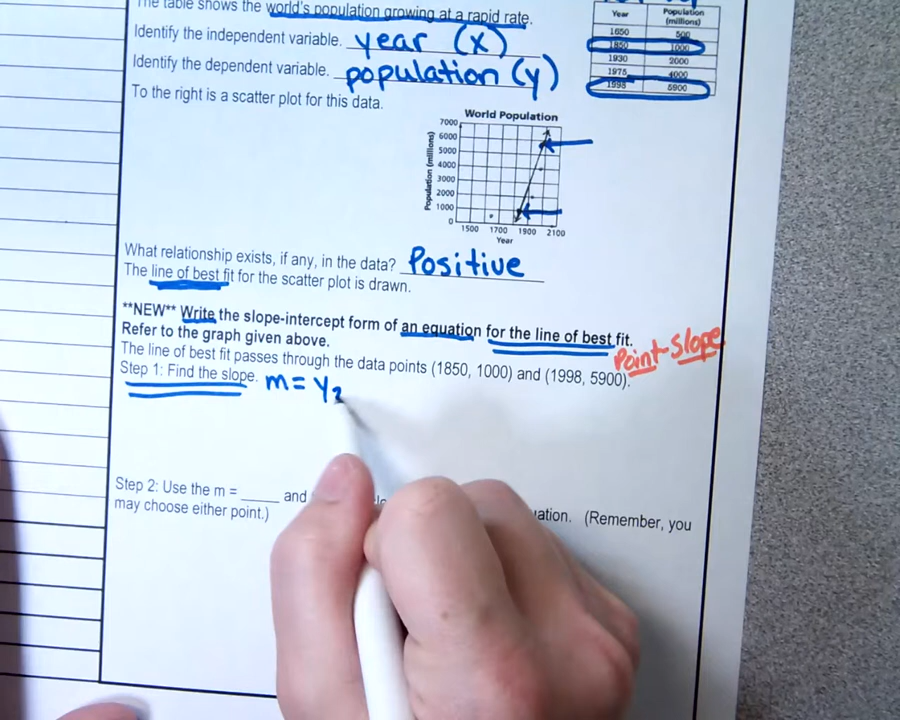 The table shows the world's population growing at a rapid rate.
Identify the independent variable. year (x)
Identify the dependent variable. population (y)
To the right is a scatter plot for this data.
Year Population (millions)
1650 500
1850 1000
1930 2000
1975 4000
1998 5900
World Population
Population (millions)
7000
6000
5000
4000
3000
2000
1000
0
1500 1700 1900 2100
Year
What relationship exists, if any, in the data? Positive
The line of best fit for the scatter plot is drawn.
**NEW** Write the slope-intercept form of an equation for the line of best fit.
Refer to the graph given above.
Point-Slope
The line of best fit passes through the data points (1850, 1000) and (1998, 5900).
Step 1: Find the slope. m = y2
Step 2: Use the m = _____ and
(Remember, you
may choose either point.)